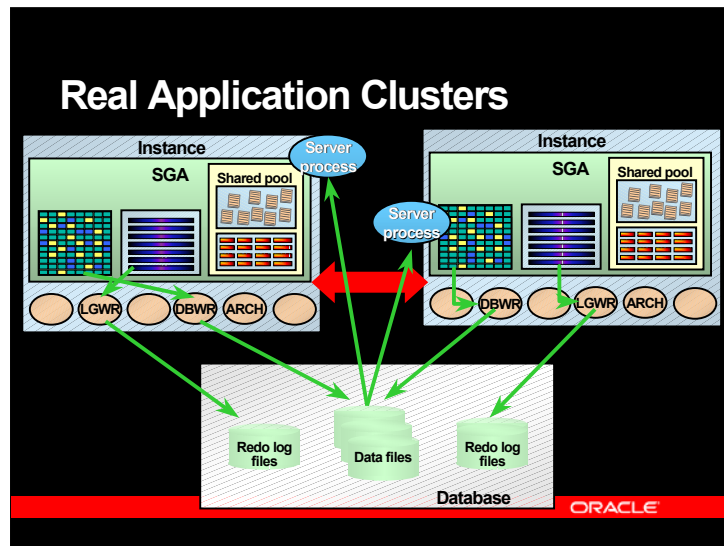 Real Application Clusters
Instance
SGA
Shared pool
Server
process
LGWR
DBWR
ARCH
Server
process
Instance
SGA
Shared pool
DBWR
LGWR
ARCH
Redo log
files
Data files
Redo log
files
Database
ORACLE